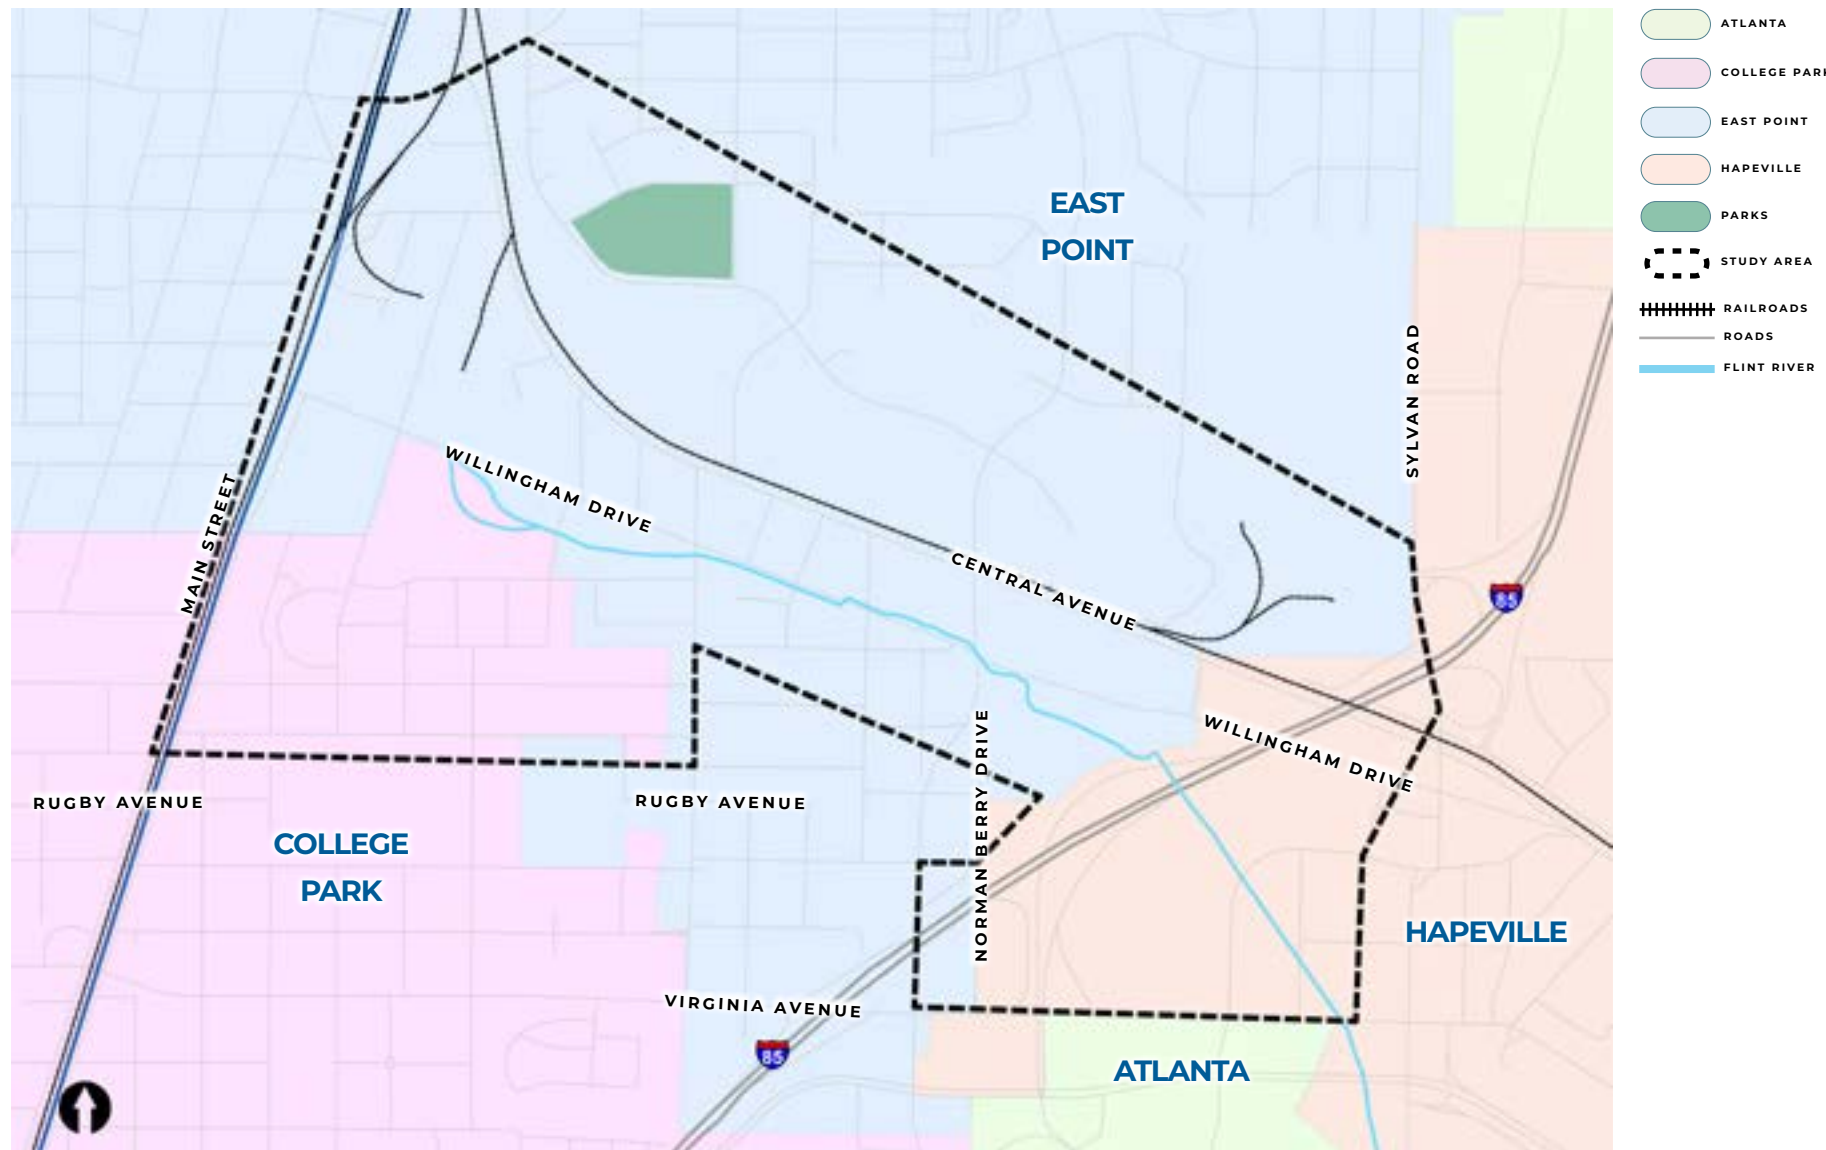 ATLANTA
COLLEGE PARK
EAST POINT
HAPEVILLE
PARKS
STUDY AREA
RAILROADS
ROADS
FLINT RIVER
EAST
POINT
SYLVAN ROAD
WILLINGHAM DRIVE
MAIN STREET
CENTRAL AVENUE
85
WILLINGHAM DRIVE
NORMAN BERRY DRIVE
RUGBY AVENUE
RUGBY AVENUE
COLLEGE
PARK
HAPEVILLE
VIRGINIA AVENUE
85
ATLANTA